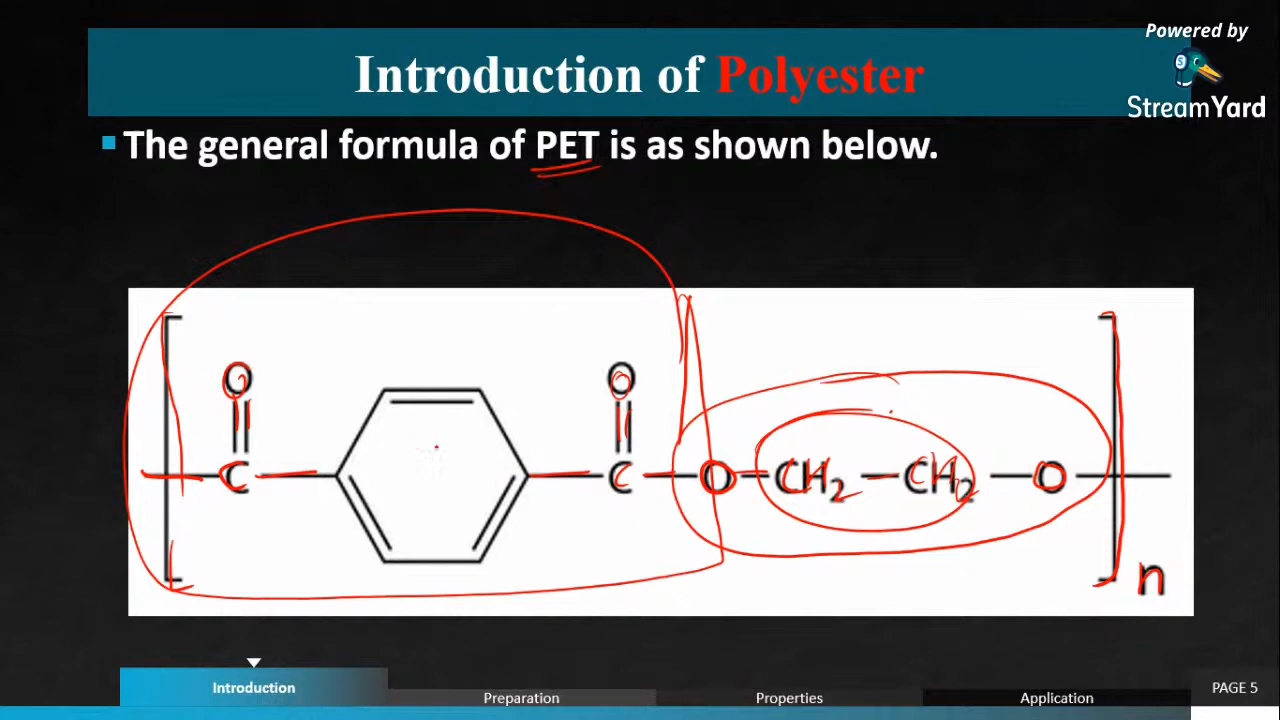 Powered by
StreamYard
Introduction of Polyester
The general formula of PET is as shown below.
O O
C C O CH2 CH2 O
n
Introduction Preparation Properties Application PAGE 5